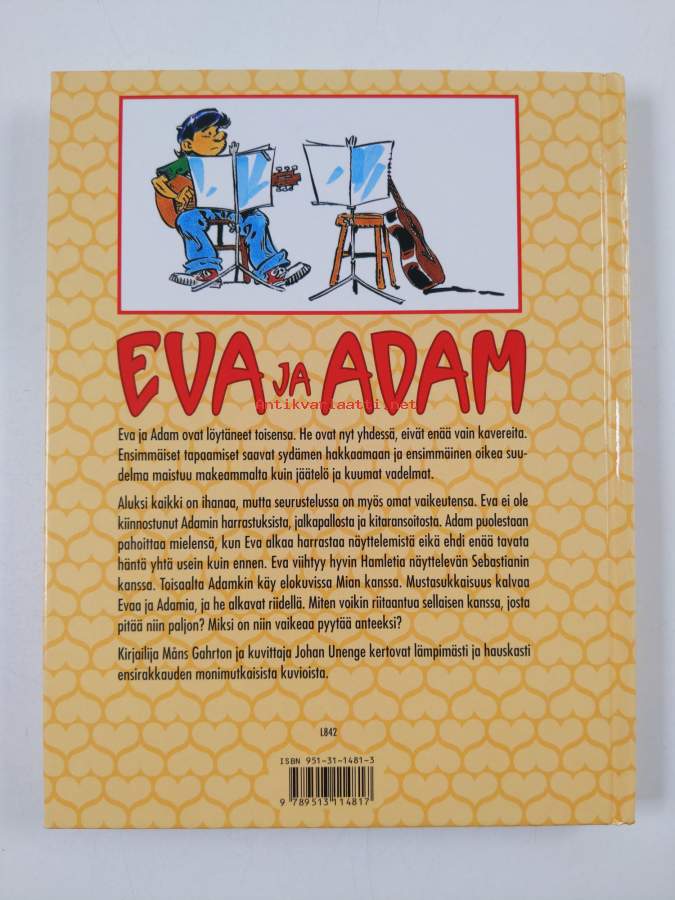 EVA JA ADAM
Antikvariaatti.net
Eva ja Adam ovat löytäneet toisensa. He ovat nyt yhdessä, eivät enää vain kavereita.
Ensimmäiset tapaamiset saavat sydämen hakkaamaan ja ensimmäinen oikea suu-
delma maistuu makeammalta kuin jäätelö ja kuumat vadelmat.
Aluksi kaikki on ihanaa, mutta seurustelussa on myös omat vaikeutensa. Eva ei ole
kiinnostunut Adamin harrastuksista, jalkapallosta ja kitaransoitosta. Adam puolestaan
pahoittaa mielensä, kun Eva alkaa harrastaa näyttelemistä eikä ehdi enää tavata
häntä yhtä usein kuin ennen. Eva viihtyy hyvin Hamletia näyttelevän Sebastianin
kanssa. Toisaalta Adamkin käy elokuvissa Mian kanssa. Mustasukkaisuus kalvaa
Evaa ja Adamia, ja he alkavat riidellä. Miten voikin riitaantua sellaisen kanssa, josta
pitää niin paljon? Miksi on niin vaikeaa pyytää anteeksi?
Kirjailija Måns Gahrton ja kuvittaja Johan Unenge kertovat lämpimästi ja hauskasti
ensirakkauden monimutkaisista kuvioista.
L842
ISBN 951-31-1481-3
9 789513 114817